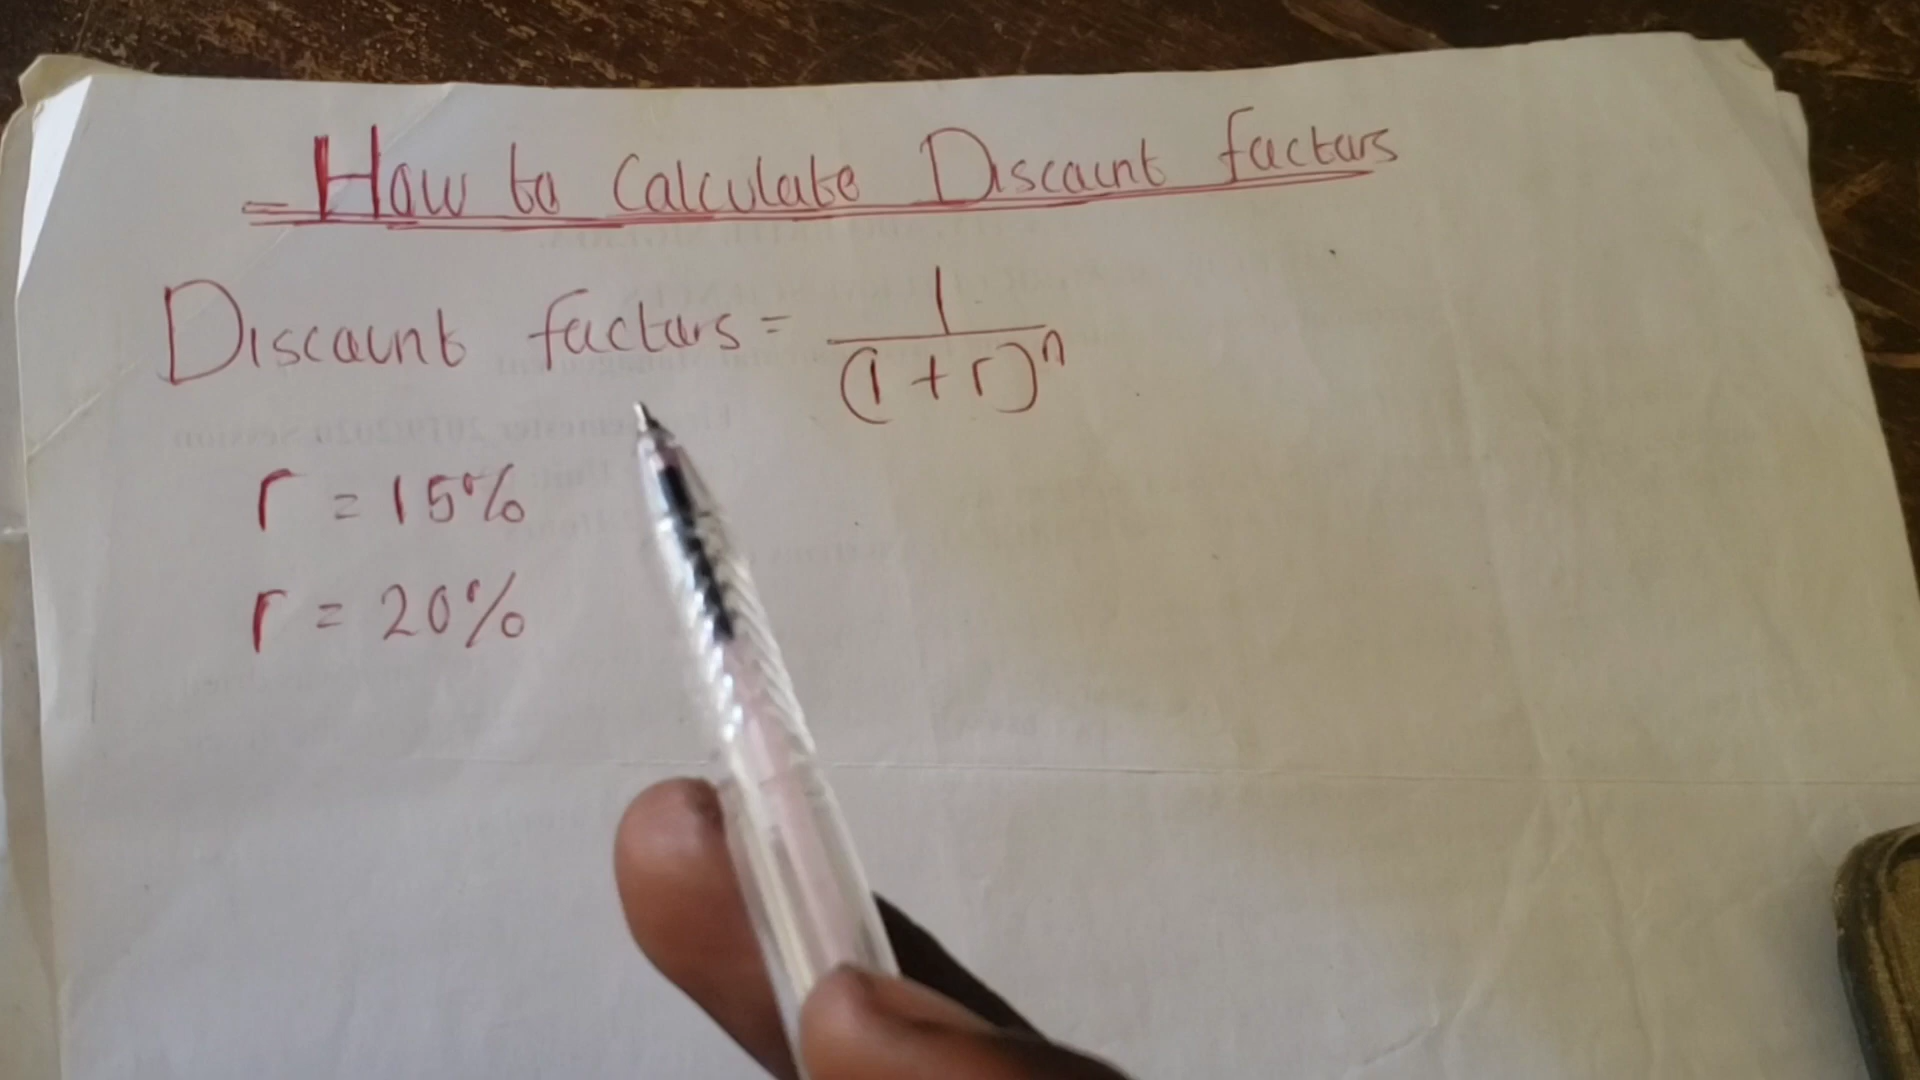 How to Calculate Discount factors
Discount factors = 1/(1 + r)^n
r = 15%
r = 20%